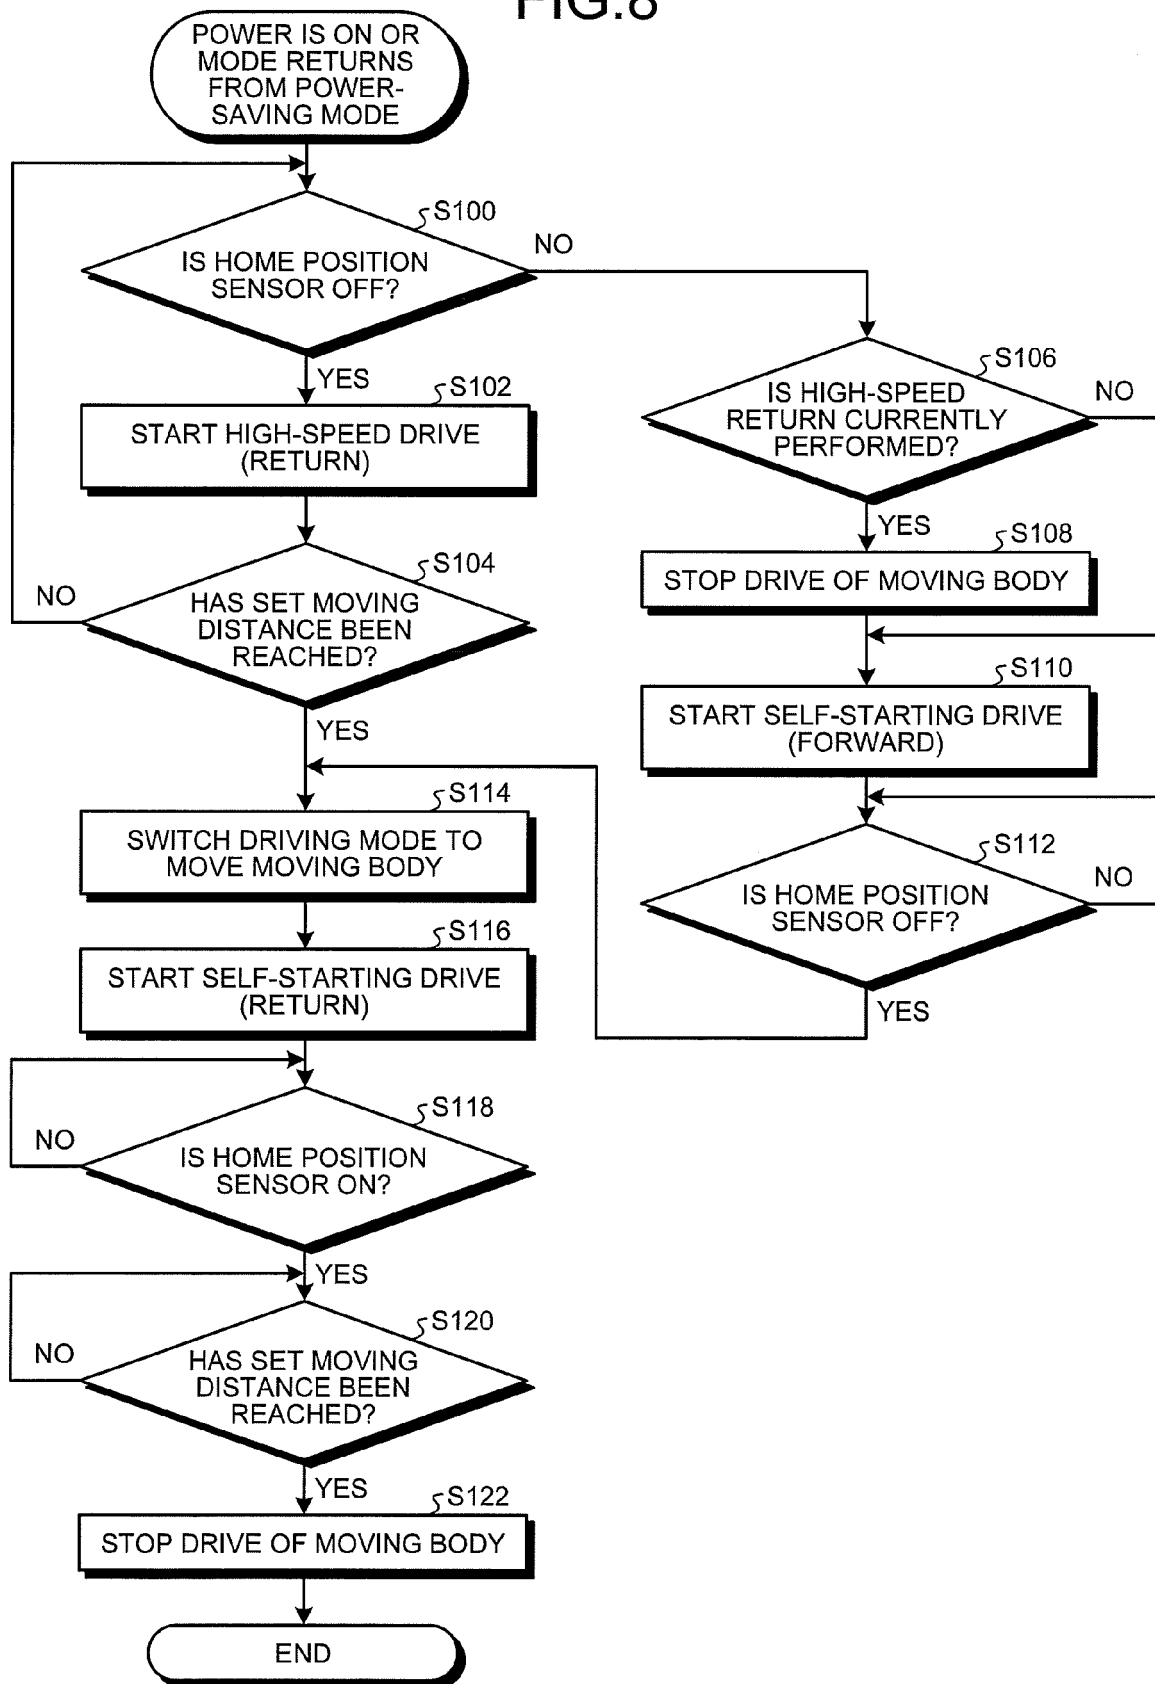 FIG.8
POWER IS ON OR
MODE RETURNS
FROM POWER-
SAVING MODE
S100
IS HOME POSITION
SENSOR OFF?
NO
YES
S102
START HIGH-SPEED DRIVE
(RETURN)
S104
HAS SET MOVING
DISTANCE BEEN
REACHED?
NO
YES
S106
IS HIGH-SPEED
RETURN CURRENTLY
PERFORMED?
NO
YES
S108
STOP DRIVE OF MOVING BODY
S110
START SELF-STARTING DRIVE
(FORWARD)
S112
IS HOME POSITION
SENSOR OFF?
NO
YES
S114
SWITCH DRIVING MODE TO
MOVE MOVING BODY
S116
START SELF-STARTING DRIVE
(RETURN)
S118
IS HOME POSITION
SENSOR ON?
NO
YES
S120
HAS SET MOVING
DISTANCE BEEN
REACHED?
NO
YES
S122
STOP DRIVE OF MOVING BODY
END